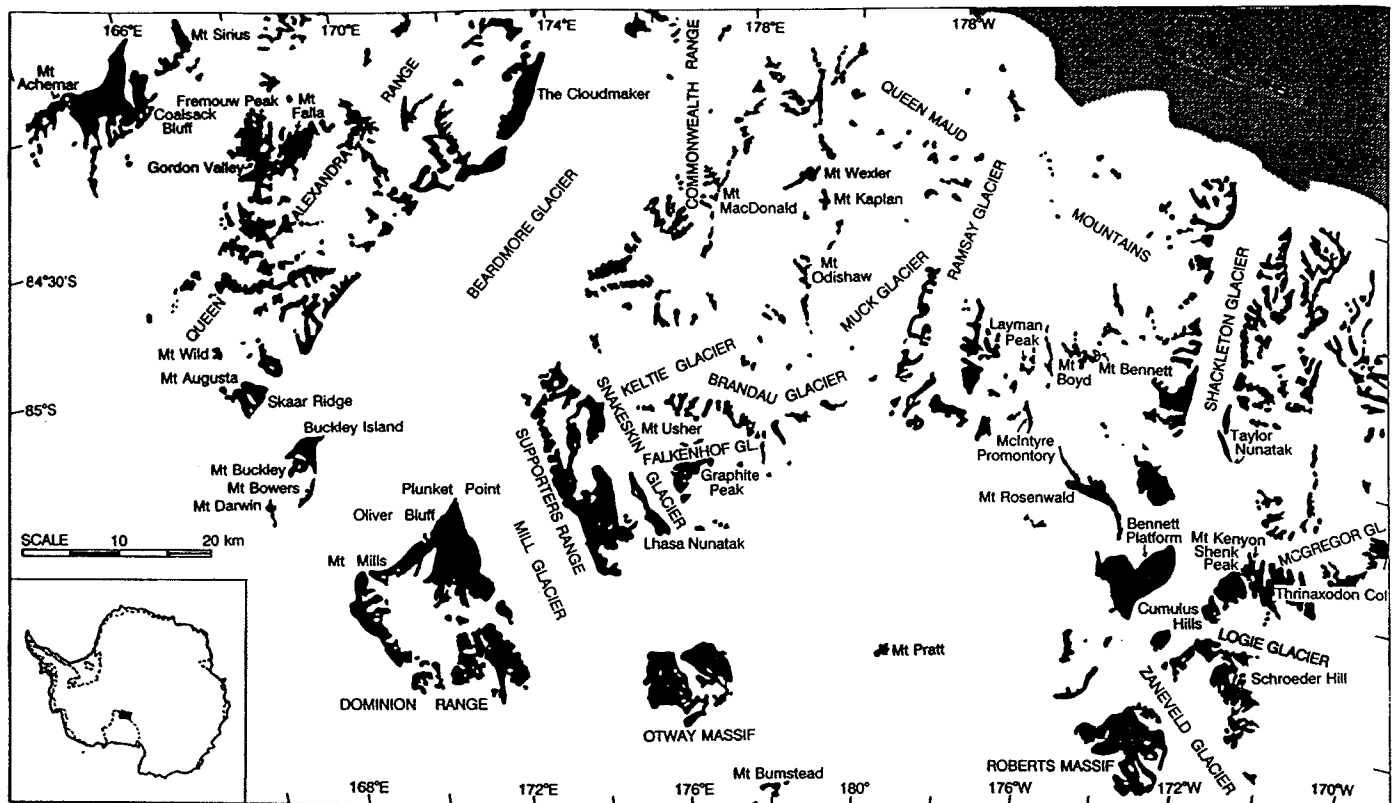 166°E
170°E
174°E
178°E
178°W
Mt Sirius
Mt
Achernar
Coalsack
Bluff
Fremouw Peak
Mt
Falla
Gordon Valley
QUEEN ALEXANDRA RANGE
The Cloudmaker
BEARDMORE GLACIER
COMMONWEALTH RANGE
Mt
MacDonald
Mt Wexler
Mt Kaplan
QUEEN MAUD
MOUNTAINS
Mt
Odishaw
RAMSAY GLACIER
MUCK GLACIER
SHACKLETON GLACIER
84°30'S
85°S
Mt Wild
Mt Augusta
Skaar Ridge
Buckley Island
Mt Buckley
Mt Bowers
Mt Darwin
KELTIE GLACIER
BRANDAU GLACIER
SNAKESKIN GLACIER
SUPPORTERS RANGE
Mt Usher
FALKENHOF GL.
Graphite
Peak
Lhasa Nunatak
Layman
Peak
Mt
Boyd
Mt Bennett
McIntyre
Promontory
Taylor
Nunatak
Mt Rosenwald
Bennett
Platform
Mt Kenyon
Shenk
Peak
MCGREGOR GL.
Thrinaxodon Col
Cumulus
Hills
LOGIE GLACIER
Schroeder Hill
ZANEVELD GLACIER
Plunket Point
Oliver Bluff
Mt Mills
MILL GLACIER
DOMINION RANGE
Mt Pratt
OTWAY MASSIF
ROBERTS MASSIF
Mt Bumstead
SCALE 10 20 km
168°E
172°E
176°E
180°
176°W
172°W
170°W